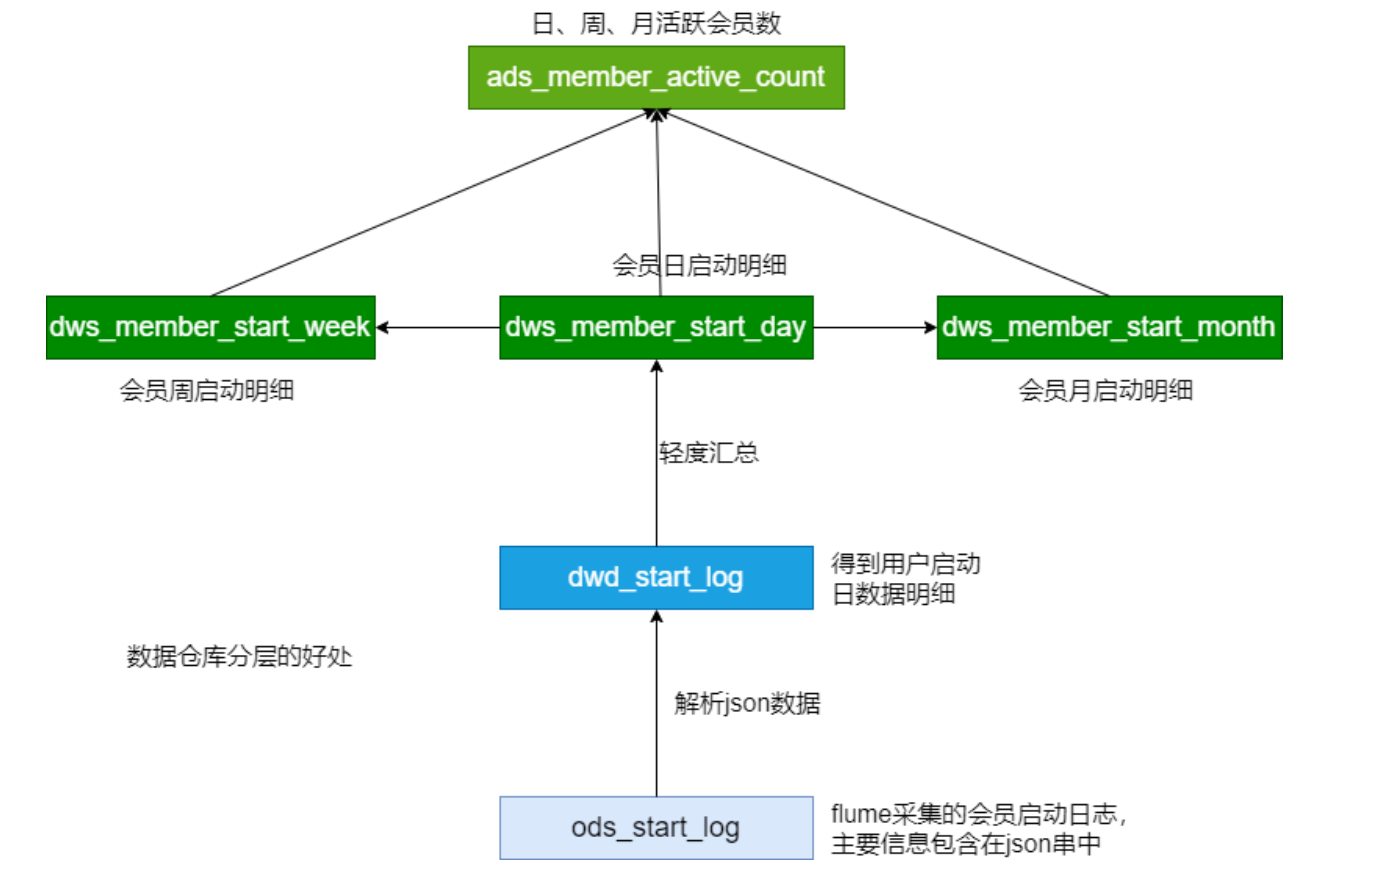 日、周、月活跃会员数
ads_member_active_count
会员日启动明细
dws_member_start_week
dws_member_start_day
dws_member_start_month
会员周启动明细
会员月启动明细
轻度汇总
dwd_start_log
得到用户启动
日数据明细
数据仓库分层的好处
解析json数据
ods_start_log
flume采集的会员启动日志，
主要信息包含在json串中